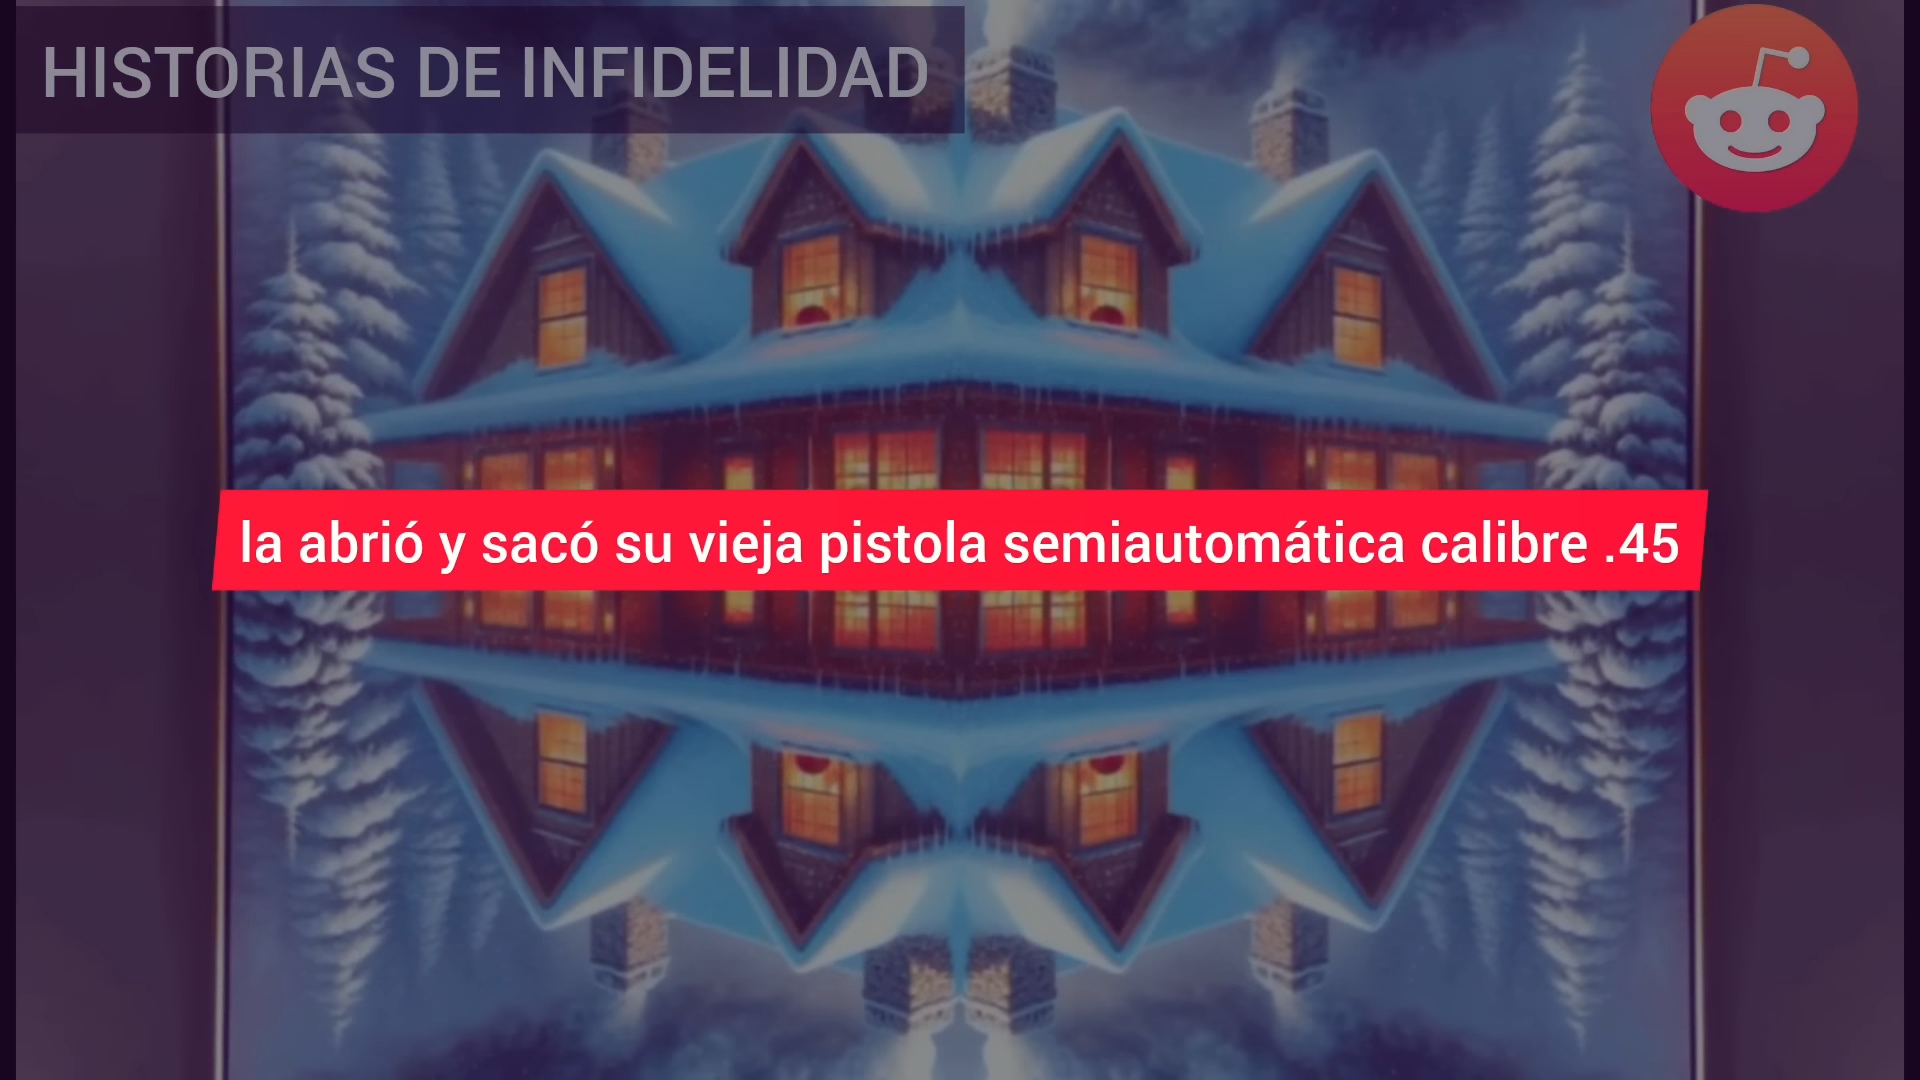 HISTORIAS DE INFIDELIDAD
la abrió y sacó su vieja pistola semiautomática calibre .45